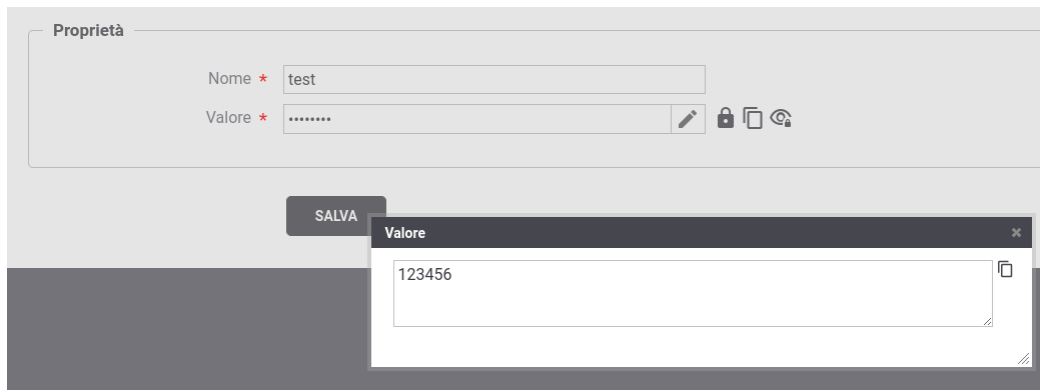 Proprietà
Nome *
test
Valore *
••••••••
SALVA
Valore
123456